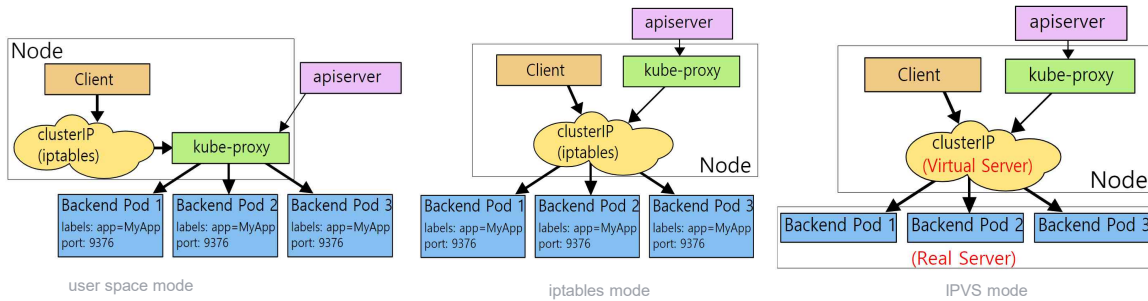 Node
Client
apiserver
clusterIP
(iptables)
kube-proxy
Backend Pod 1
labels: app=MyApp
port: 9376
Backend Pod 2
labels: app=MyApp
port: 9376
Backend Pod 3
labels: app=MyApp
port: 9376
user space mode
apiserver
Client
kube-proxy
clusterIP
(iptables)
Node
Backend Pod 1
labels: app=MyApp
port: 9376
Backend Pod 2
labels: app=MyApp
port: 9376
Backend Pod 3
labels: app=MyApp
port: 9376
iptables mode
apiserver
Client
kube-proxy
clusterIP
(Virtual Server)
Node
Backend Pod 1
Backend Pod 2
Backend Pod 3
(Real Server)
IPVS mode